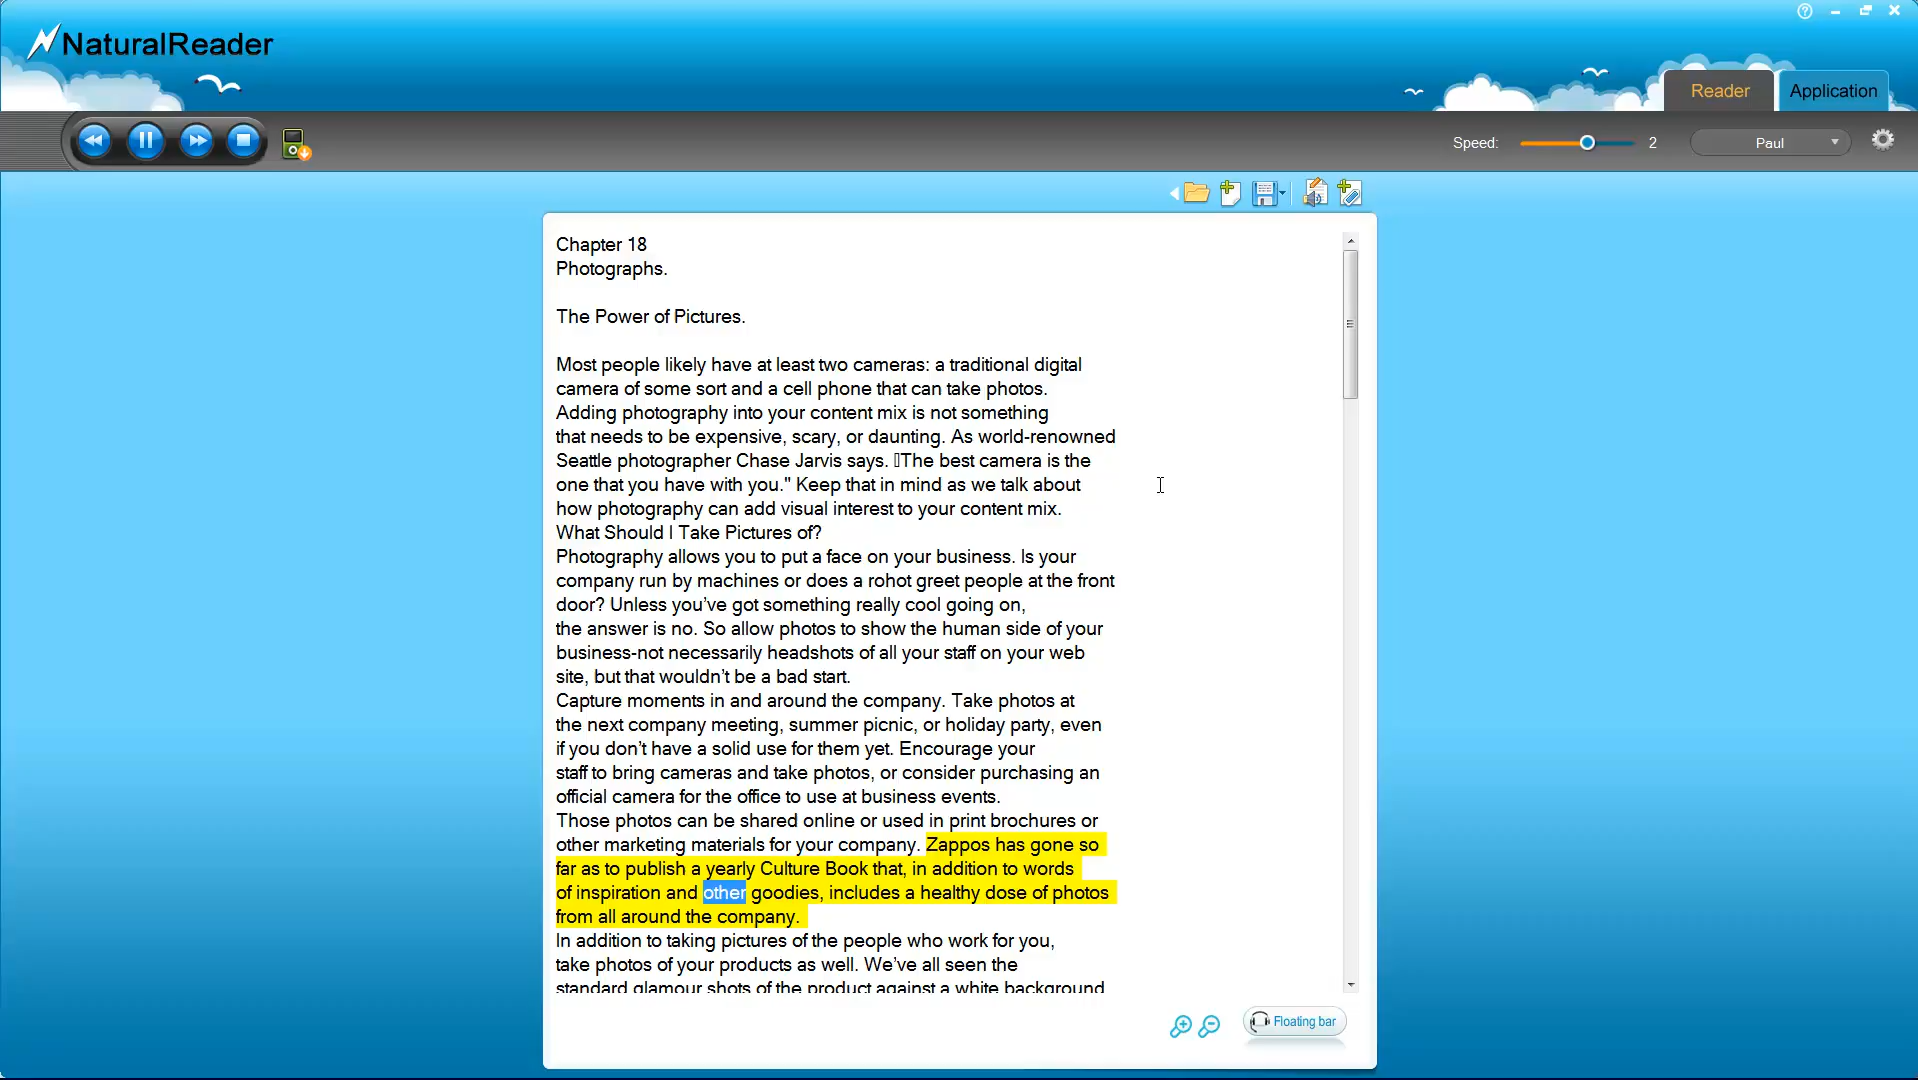 NaturalReader
Reader
Application
Speed:
2
Paul
Chapter 18
Photographs.
The Power of Pictures.
Most people likely have at least two cameras: a traditional digital
camera of some sort and a cell phone that can take photos.
Adding photography into your content mix is not something
that needs to be expensive, scary, or daunting. As world-renowned
Seattle photographer Chase Jarvis says. ▯The best camera is the
one that you have with you." Keep that in mind as we talk about
how photography can add visual interest to your content mix.
What Should I Take Pictures of?
Photography allows you to put a face on your business. Is your
company run by machines or does a rohot greet people at the front
door? Unless you’ve got something really cool going on,
the answer is no. So allow photos to show the human side of your
business-not necessarily headshots of all your staff on your web
site, but that wouldn’t be a bad start.
Capture moments in and around the company. Take photos at
the next company meeting, summer picnic, or holiday party, even
if you don’t have a solid use for them yet. Encourage your
staff to bring cameras and take photos, or consider purchasing an
official camera for the office to use at business events.
Those photos can be shared online or used in print brochures or
other marketing materials for your company. Zappos has gone so
far as to publish a yearly Culture Book that, in addition to words
of inspiration and other goodies, includes a healthy dose of photos
from all around the company.
In addition to taking pictures of the people who work for you,
take photos of your products as well. We’ve all seen the
standard glamour shots of the product against a white background
Floating bar